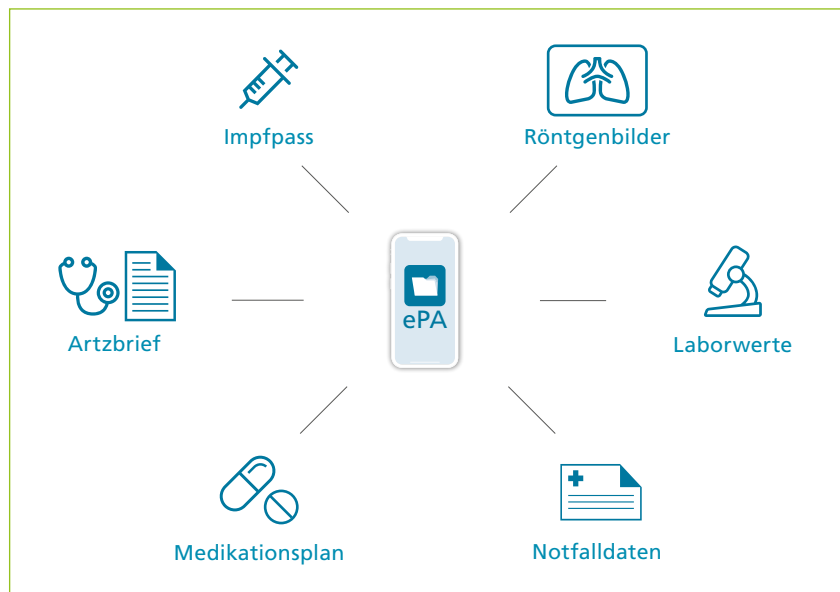 Impfpass
Röntgenbilder
ePA
Artzbrief
Laborwerte
Medikationsplan
Notfalldaten